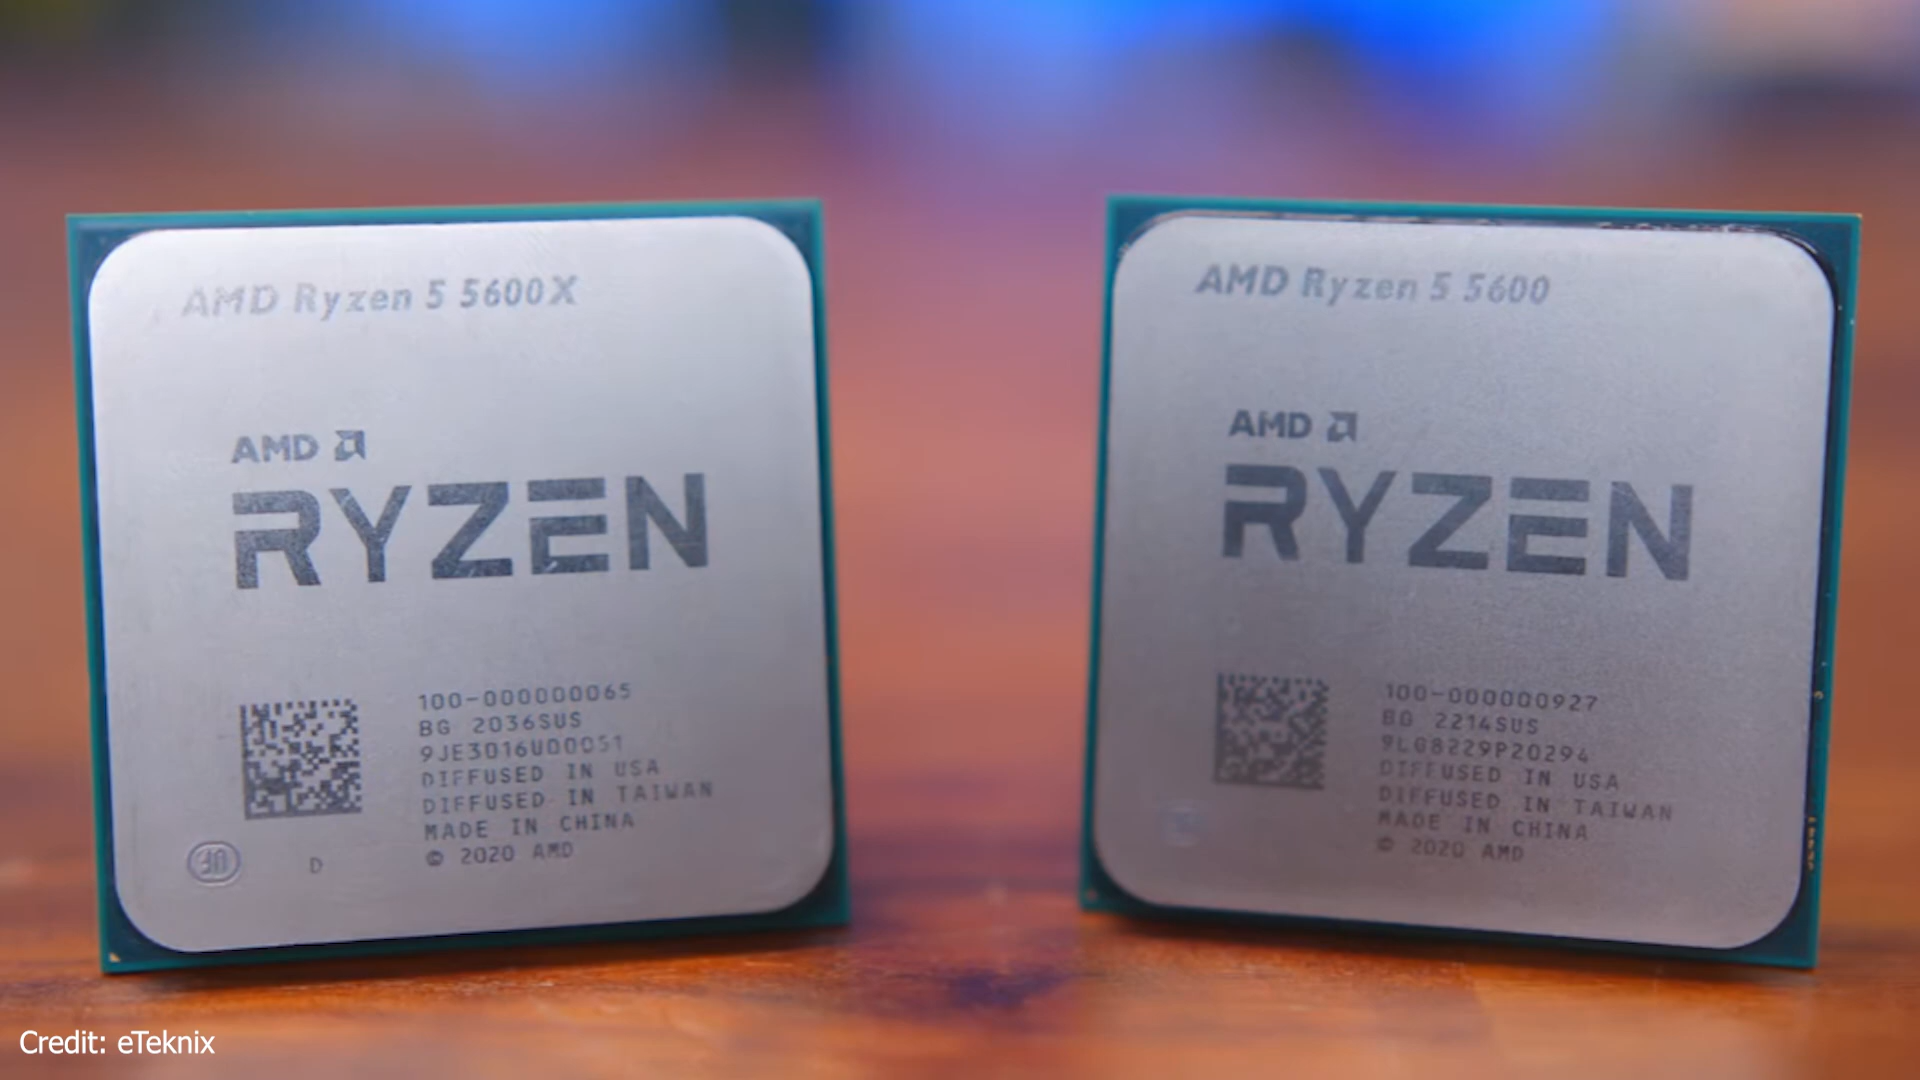 AMD Ryzen 5 5600X
AMD
RYZEN
100-000000065
BG 2036SUS
9JE3016U00051
DIFFUSED IN USA
DIFFUSED IN TAIWAN
MADE IN CHINA
© 2020 AMD
D
AMD Ryzen 5 5600
AMD
RYZEN
100-000000927
BG 2214SUS
9LG8229P20294
DIFFUSED IN USA
DIFFUSED IN TAIWAN
MADE IN CHINA
© 2020 AMD
Credit: eTeknix